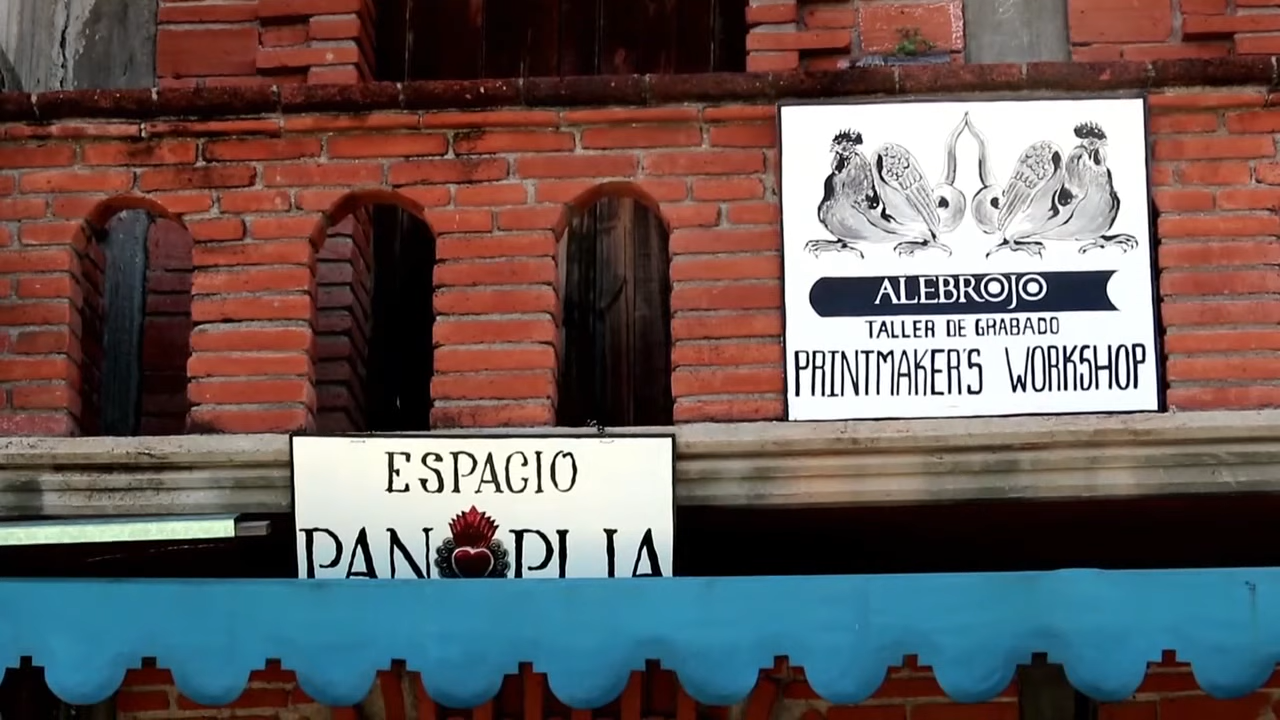 ALEBROJO
TALLER DE GRABADO
PRINTMAKER'S WORKSHOP
ESPACIO
PANOPLIA